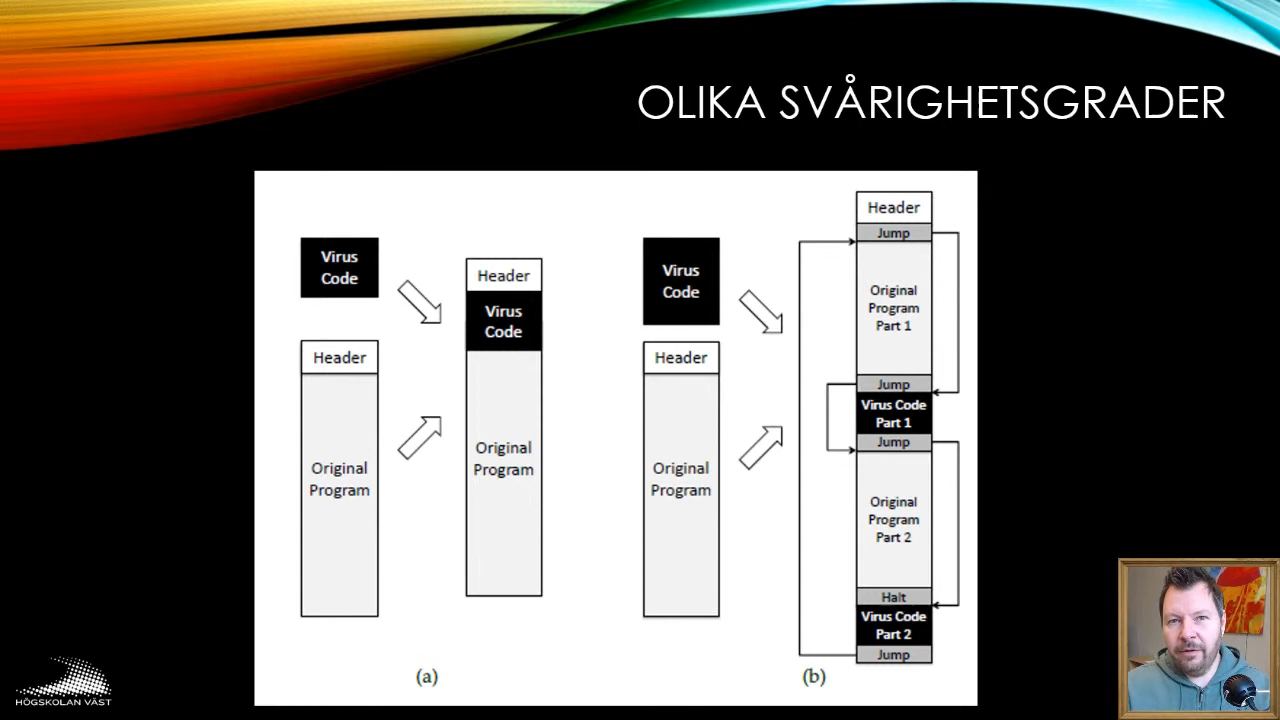 OLIKA SVÅRIGHETSGRADER
Virus
Code
Header
Original
Program
Header
Virus
Code
Original
Program
(a)
Virus
Code
Header
Original
Program
Header
Jump
Original
Program
Part 1
Jump
Virus Code
Part 1
Jump
Original
Program
Part 2
Halt
Virus Code
Part 2
Jump
(b)
HÖGSKOLAN VÄST